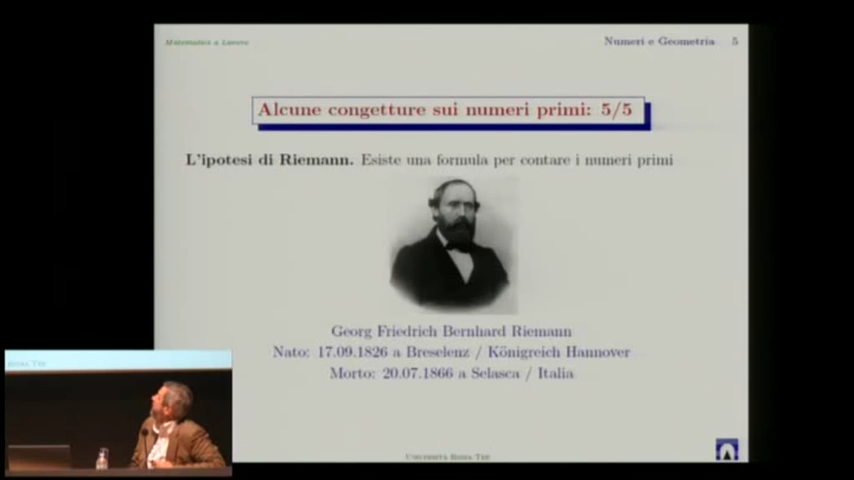 Matematica a Lavoro
Numeri e Geometria 5
Alcune congetture sui numeri primi: 5/5
L'ipotesi di Riemann. Esiste una formula per contare i numeri primi
Georg Friedrich Bernhard Riemann
Nato: 17.09.1826 a Breselenz / Königreich Hannover
Morto: 20.07.1866 a Selasca / Italia
Università Roma Tre
Roma Tre